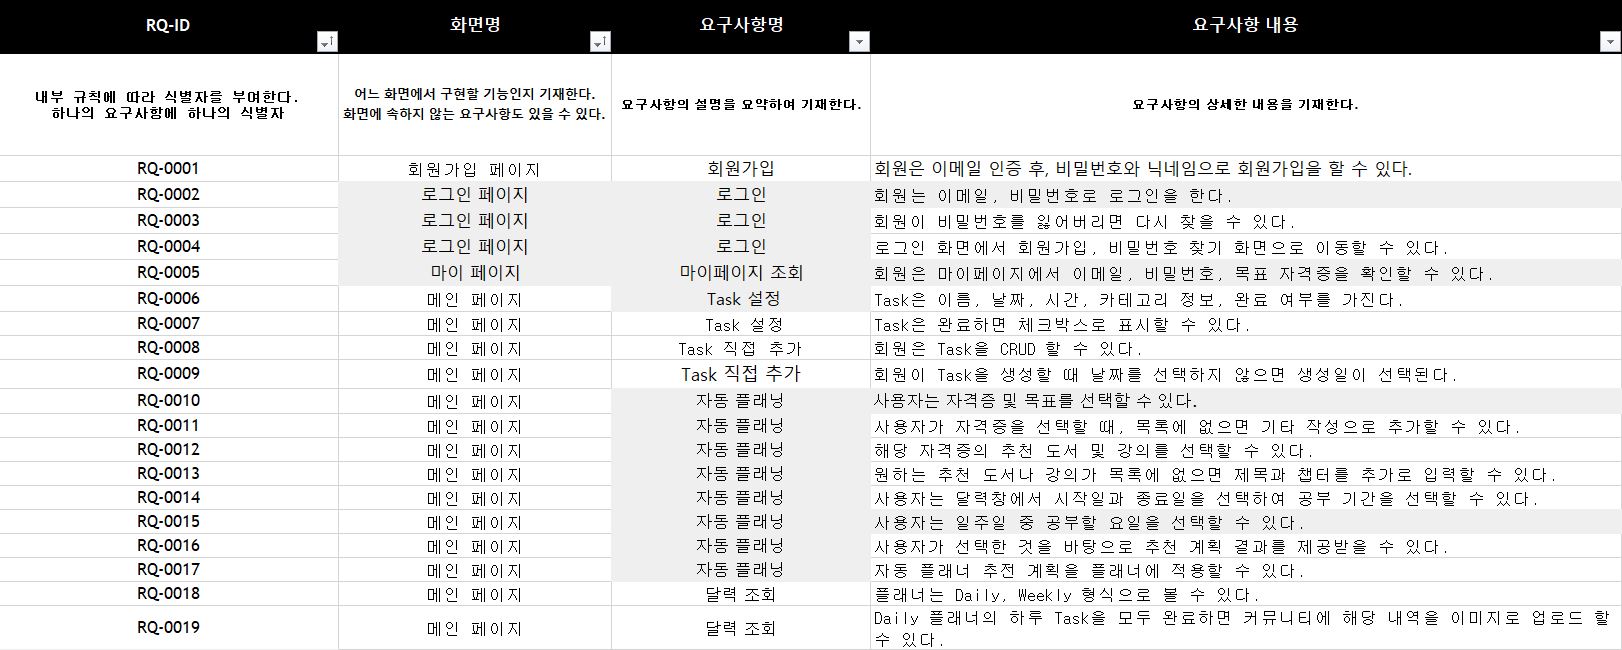 RQ-ID 화면명 요구사항명 요구사항 내용
내부 규칙에 따라 식별자를 부여한다.
하나의 요구사항에 하나의 식별자
어느 화면에서 구현할 기능인지 기재한다.
화면에 속하지 않는 요구사항도 있을 수 있다.
요구사항의 설명을 요약하여 기재한다.
요구사항의 상세한 내용을 기재한다.
RQ-0001 회원가입 페이지 회원가입 회원은 이메일 인증 후, 비밀번호와 닉네임으로 회원가입을 할 수 있다.
RQ-0002 로그인 페이지 로그인 회원는 이메일, 비밀번호로 로그인을 한다.
RQ-0003 로그인 페이지 로그인 회원이 비밀번호를 잃어버리면 다시 찾을 수 있다.
RQ-0004 로그인 페이지 로그인 로그인 화면에서 회원가입, 비밀번호 찾기 화면으로 이동할 수 있다.
RQ-0005 마이 페이지 마이페이지 조회 회원은 마이페이지에서 이메일, 비밀번호, 목표 자격증을 확인할 수 있다.
RQ-0006 메인 페이지 Task 설정 Task은 이름, 날짜, 시간, 카테고리 정보, 완료 여부를 가진다.
RQ-0007 메인 페이지 Task 설정 Task은 완료하면 체크박스로 표시할 수 있다.
RQ-0008 메인 페이지 Task 직접 추가 회원은 Task을 CRUD 할 수 있다.
RQ-0009 메인 페이지 Task 직접 추가 회원이 Task을 생성할 때 날짜를 선택하지 않으면 생성일이 선택된다.
RQ-0010 메인 페이지 자동 플래닝 사용자는 자격증 및 목표를 선택할 수 있다.
RQ-0011 메인 페이지 자동 플래닝 사용자가 자격증을 선택할 때, 목록에 없으면 기타 작성으로 추가할 수 있다.
RQ-0012 메인 페이지 자동 플래닝 해당 자격증의 추천 도서 및 강의를 선택할 수 있다.
RQ-0013 메인 페이지 자동 플래닝 원하는 추천 도서나 강의가 목록에 없으면 제목과 챕터를 추가로 입력할 수 있다.
RQ-0014 메인 페이지 자동 플래닝 사용자는 달력창에서 시작일과 종료일을 선택하여 공부 기간을 선택할 수 있다.
RQ-0015 메인 페이지 자동 플래닝 사용자는 일주일 중 공부할 요일을 선택할 수 있다.
RQ-0016 메인 페이지 자동 플래닝 사용자가 선택한 것을 바탕으로 추천 계획 결과를 제공받을 수 있다.
RQ-0017 메인 페이지 자동 플래닝 자동 플래너 추전 계획을 플래너에 적용할 수 있다.
RQ-0018 메인 페이지 달력 조회 플래너는 Daily, Weekly 형식으로 볼 수 있다.
RQ-0019 메인 페이지 달력 조회 Daily 플래너의 하루 Task을 모두 완료하면 커뮤니티에 해당 내역을 이미지로 업로드 할
수 있다.